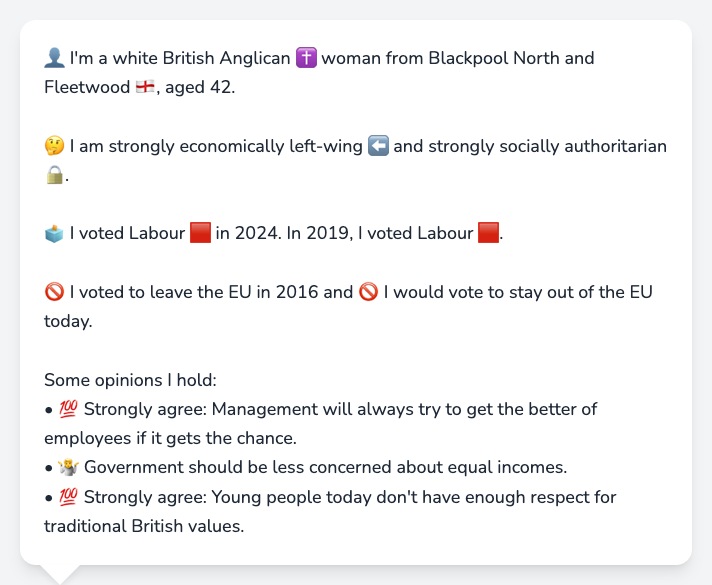 👤 I'm a white British Anglican ✝️ woman from Blackpool North and
Fleetwood 🏴󠁧󠁢󠁥󠁮󠁧󠁿, aged 42.
🤔 I am strongly economically left-wing ⬅️ and strongly socially authoritarian
🔒.
🗳️ I voted Labour 🟥 in 2024. In 2019, I voted Labour 🟥.
🚫 I voted to leave the EU in 2016 and 🚫 I would vote to stay out of the EU
today.
Some opinions I hold:
• 💯 Strongly agree: Management will always try to get the better of
employees if it gets the chance.
• 🤷 Government should be less concerned about equal incomes.
• 💯 Strongly agree: Young people today don't have enough respect for
traditional British values.